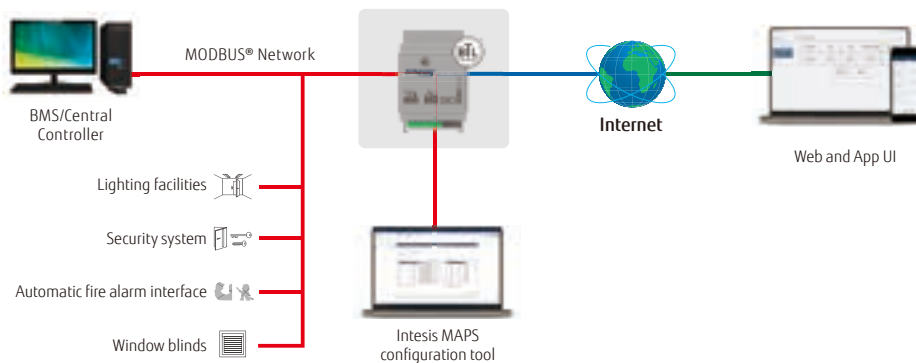 MODBUS® Network
BMS/Central
Controller
Internet
Web and App UI
Lighting facilities
Security system
Automatic fire alarm interface
Window blinds
Intesis MAPS
configuration tool